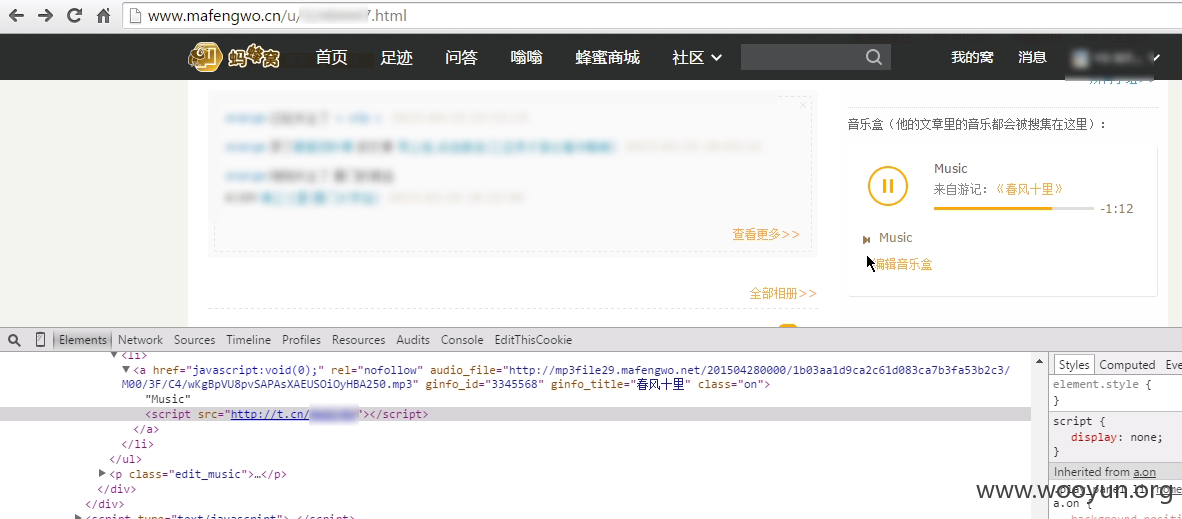 www.mafengwo.cn/u/
7.html
蚂蜂窝
首页 足迹 问答 嗡嗡 蜂蜜商城 社区 我的窝 消息
音乐盒（他的文章里的音乐都会被搜集在这里）：
Music
来自游记：《春风十里》
-1:12
Music
编辑音乐盒
查看更多>>
全部相册>>
Elements Network Sources Timeline Profiles Resources Audits Console EditThisCookie
<li>
<a href="javascript:void(0);" rel="nofollow" audio_file="http://mp3file29.mafengwo.net/201504280000/1b03aa1d9ca2c61d083ca7b3fa53b2c3/
M00/3F/C4/wKgBpVU8pvSAPAsXAEUSOiOyHBA250.mp3" ginfo_id="3345568" ginfo_title="春风十里" class="on">
"Music"
<script src="http://t.cn/ "></script>
</a>
</li>
</ul>
<p class="edit_music">…</p>
</div>
</div>
<script type="text/javascript">…</script>
Styles Computed Eve
element.style {
}
script {
display: none;
}
Inherited from a.on
a.on {
www.wooyun.org